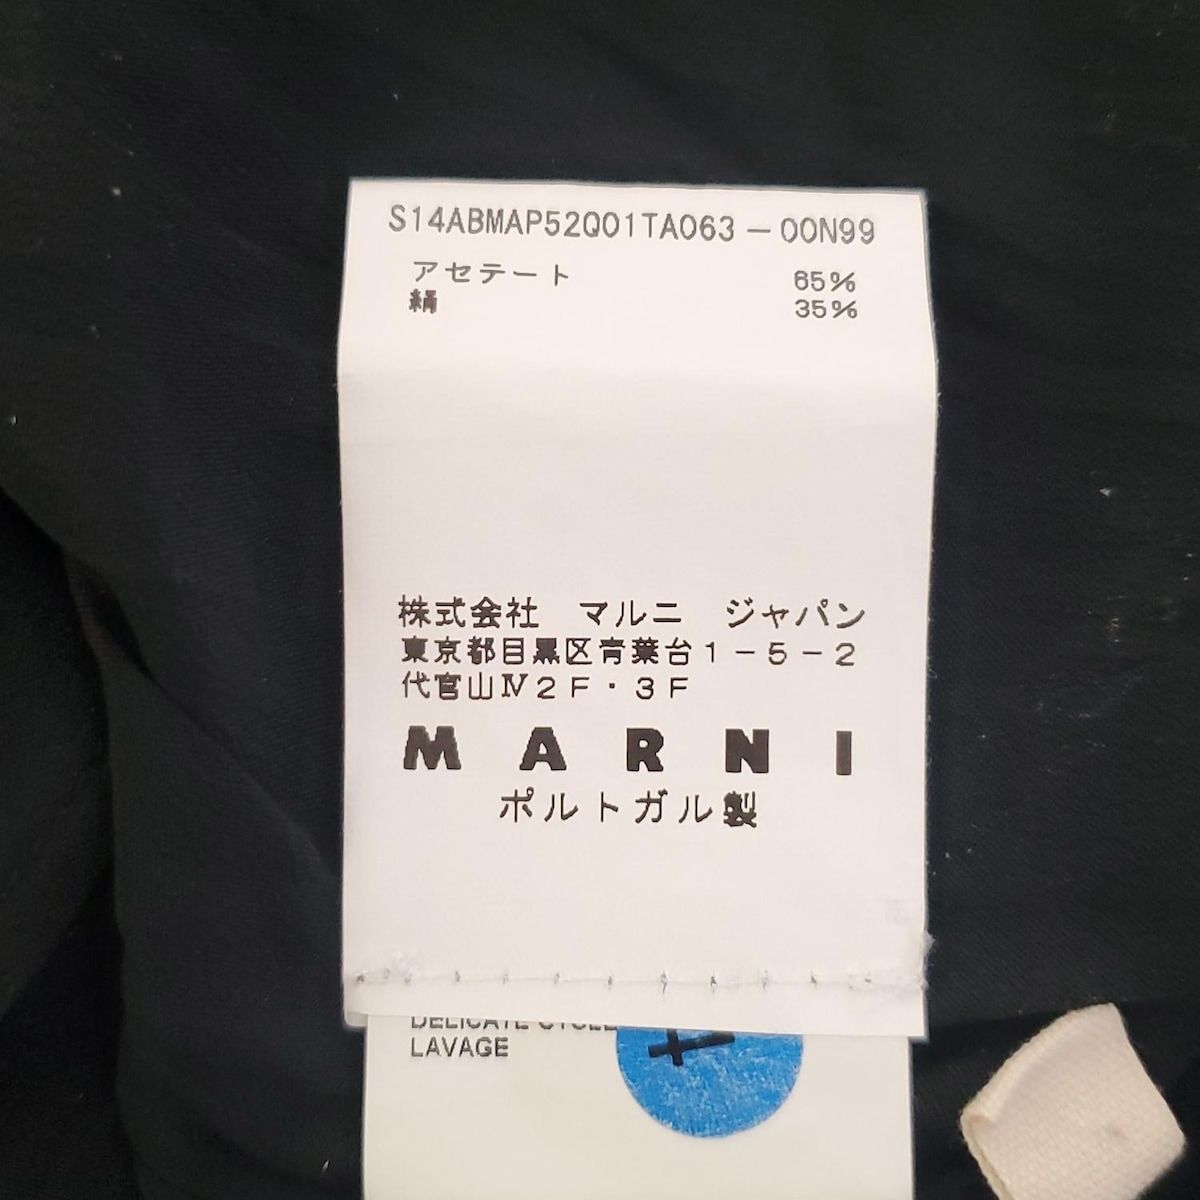 S14ABMAP52Q01TA063-00N99
アセテート 65%
絹 35%
株式会社 マルニ ジャパン
東京都目黒区青葉台1-5-2
代官山Ⅳ2F・3F
MARNI
ポルトガル製
DELICATE CYCLE
LAVAGE